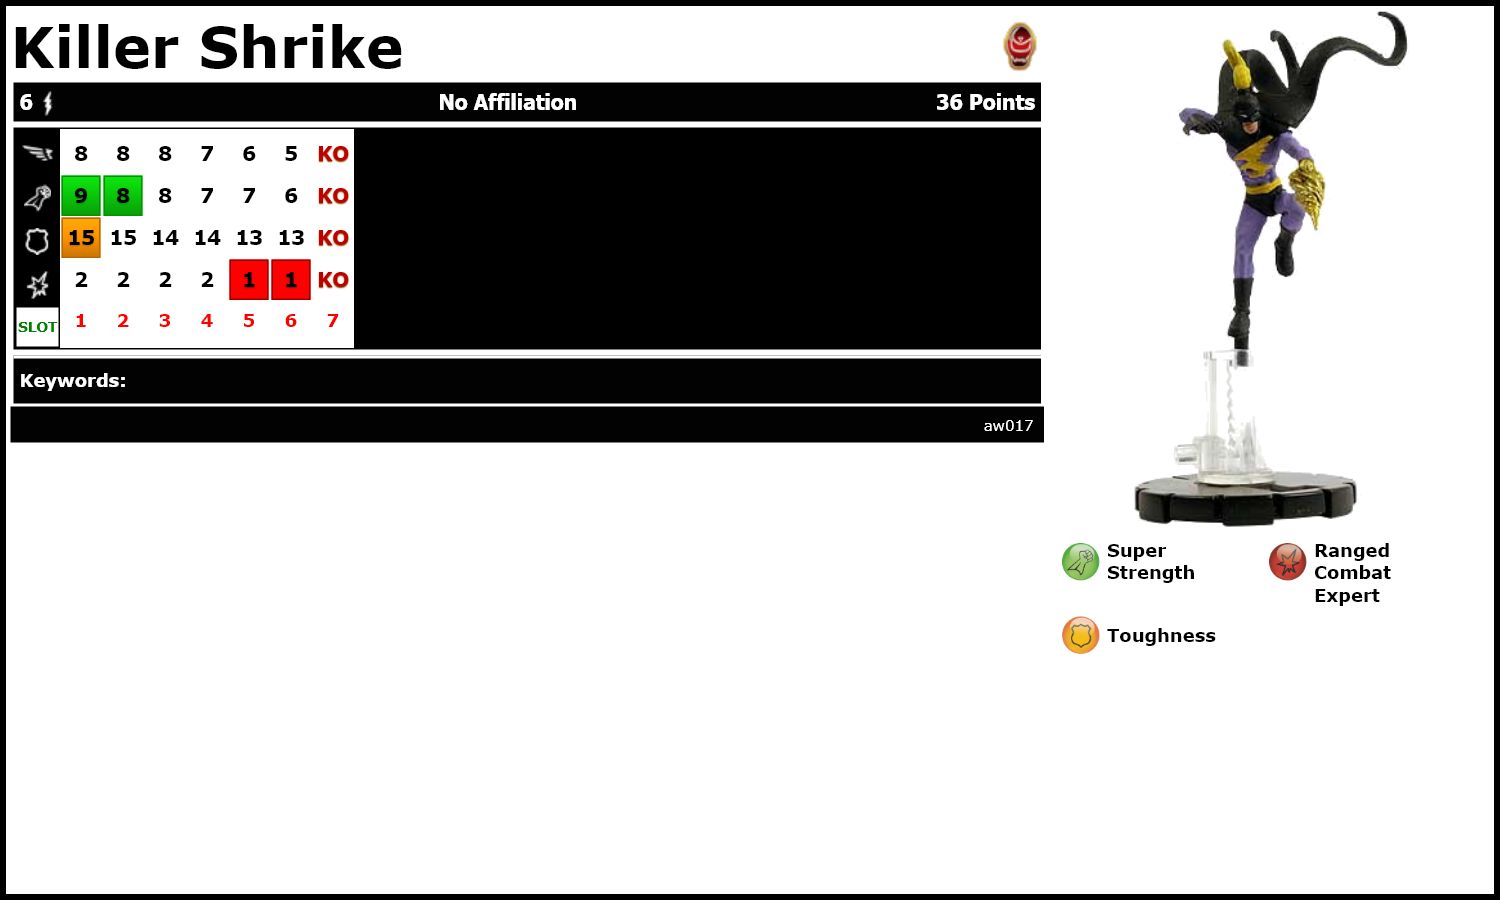 Killer Shrike
6 No Affiliation 36 Points
8 8 8 7 6 5 KO
9 8 8 7 7 6 KO
15 15 14 14 13 13 KO
2 2 2 2 1 1 KO
SLOT 1 2 3 4 5 6 7
Keywords:
aw017
Super
Strength
Ranged
Combat
Expert
Toughness